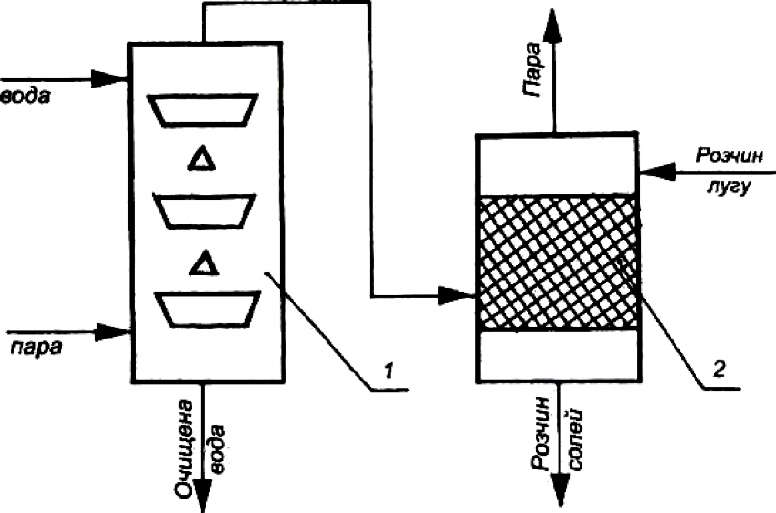 вода
пара
1
Очищена
вода
Пара
Розчин
лугу
2
Розчин
солей